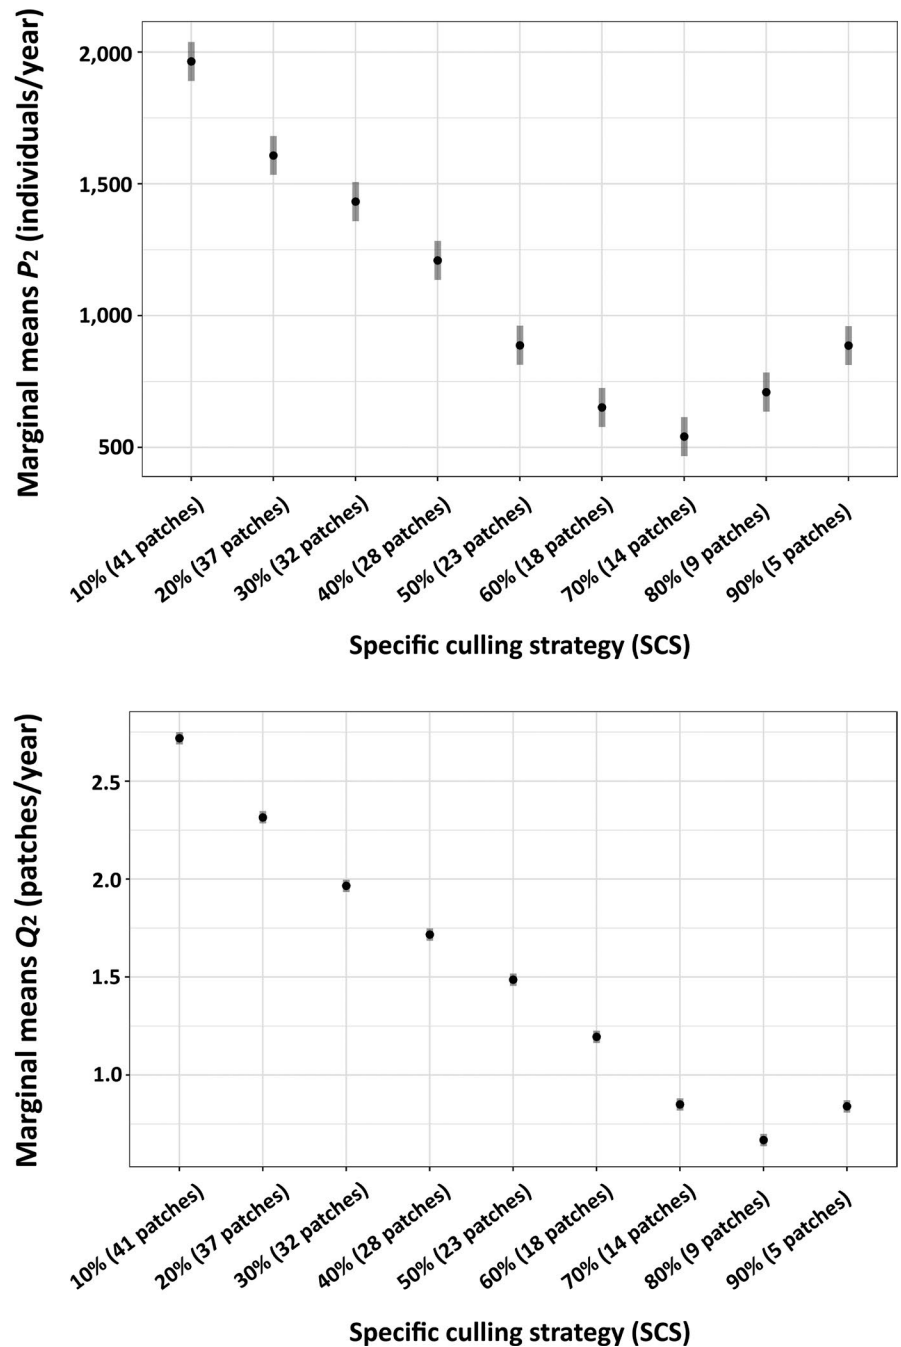 Marginal means P2 (individuals/year)
2,000
1,500
1,000
500
10% (41 patches)
20% (37 patches)
30% (32 patches)
40% (28 patches)
50% (23 patches)
60% (18 patches)
70% (14 patches)
80% (9 patches)
90% (5 patches)
Specific culling strategy (SCS)
Marginal means Q2 (patches/year)
2.5
2.0
1.5
1.0
10% (41 patches)
20% (37 patches)
30% (32 patches)
40% (28 patches)
50% (23 patches)
60% (18 patches)
70% (14 patches)
80% (9 patches)
90% (5 patches)
Specific culling strategy (SCS)